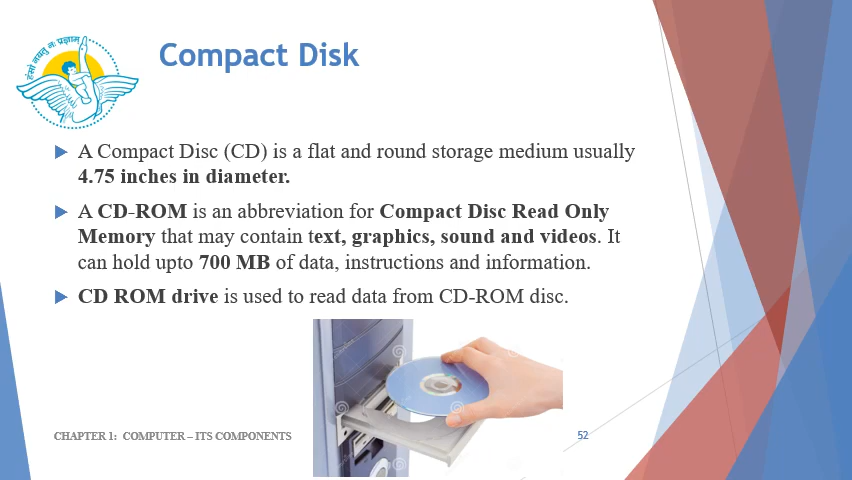 हंसो नयतु नः प्रज्ञाम्
Compact Disk
A Compact Disc (CD) is a flat and round storage medium usually
4.75 inches in diameter.
A CD-ROM is an abbreviation for Compact Disc Read Only
Memory that may contain text, graphics, sound and videos. It
can hold upto 700 MB of data, instructions and information.
CD ROM drive is used to read data from CD-ROM disc.
CHAPTER 1: COMPUTER – ITS COMPONENTS
52